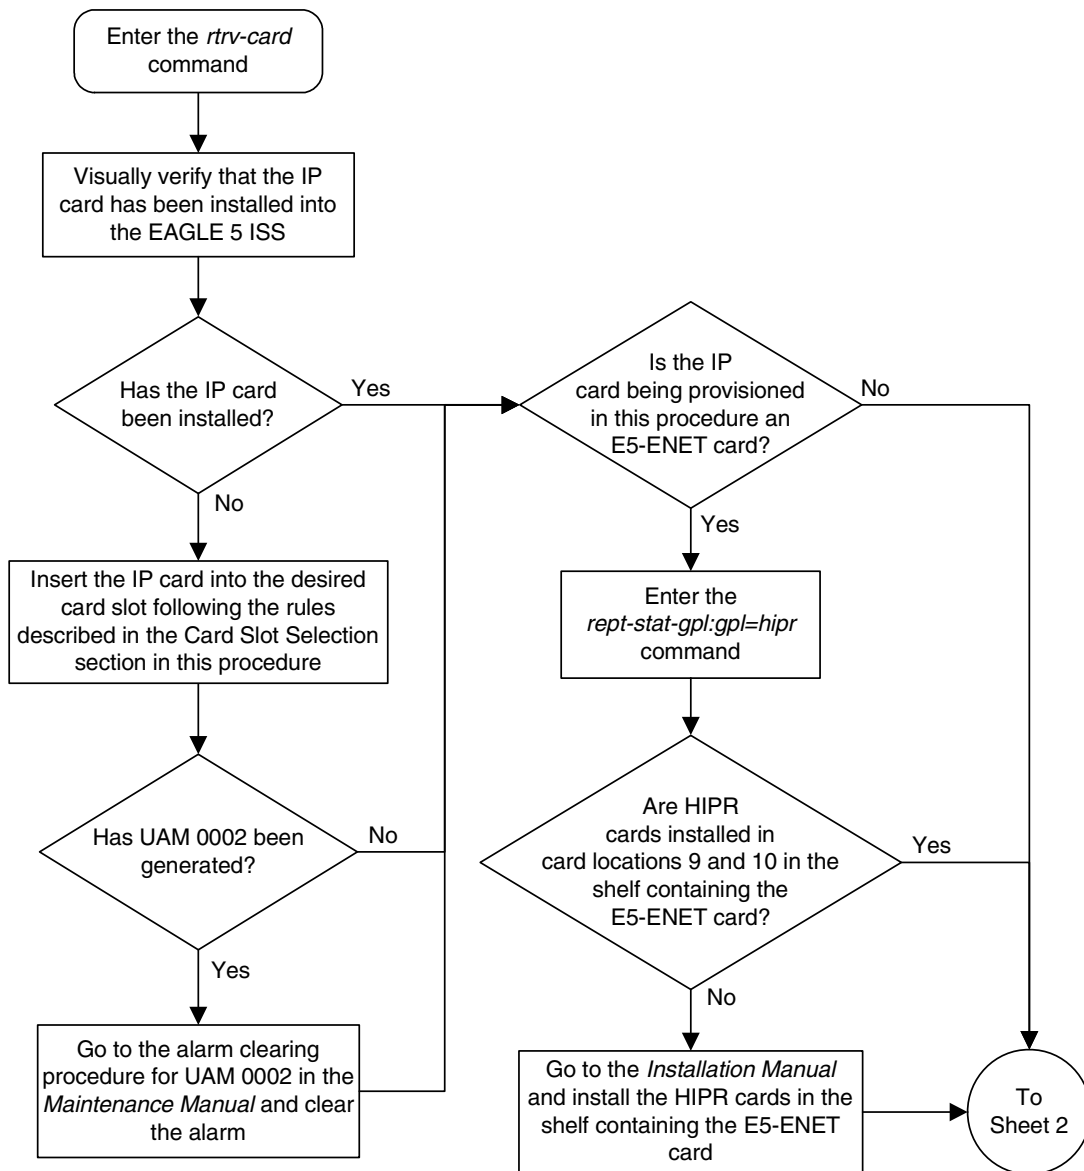 Enter the rtrv-card
command
Visually verify that the IP
card has been installed into
the EAGLE 5 ISS
Has the IP card
been installed?
Yes
No
Insert the IP card into the desired
card slot following the rules
described in the Card Slot Selection
section in this procedure
Has UAM 0002 been
generated?
No
Yes
Go to the alarm clearing
procedure for UAM 0002 in the
Maintenance Manual and clear
the alarm
Is the IP
card being provisioned
in this procedure an
E5-ENET card?
No
Yes
Enter the
rept-stat-gpl:gpl=hipr
command
Are HIPR
cards installed in
card locations 9 and 10 in the
shelf containing the
E5-ENET card?
Yes
No
Go to the Installation Manual
and install the HIPR cards in the
shelf containing the E5-ENET
card
To
Sheet 2